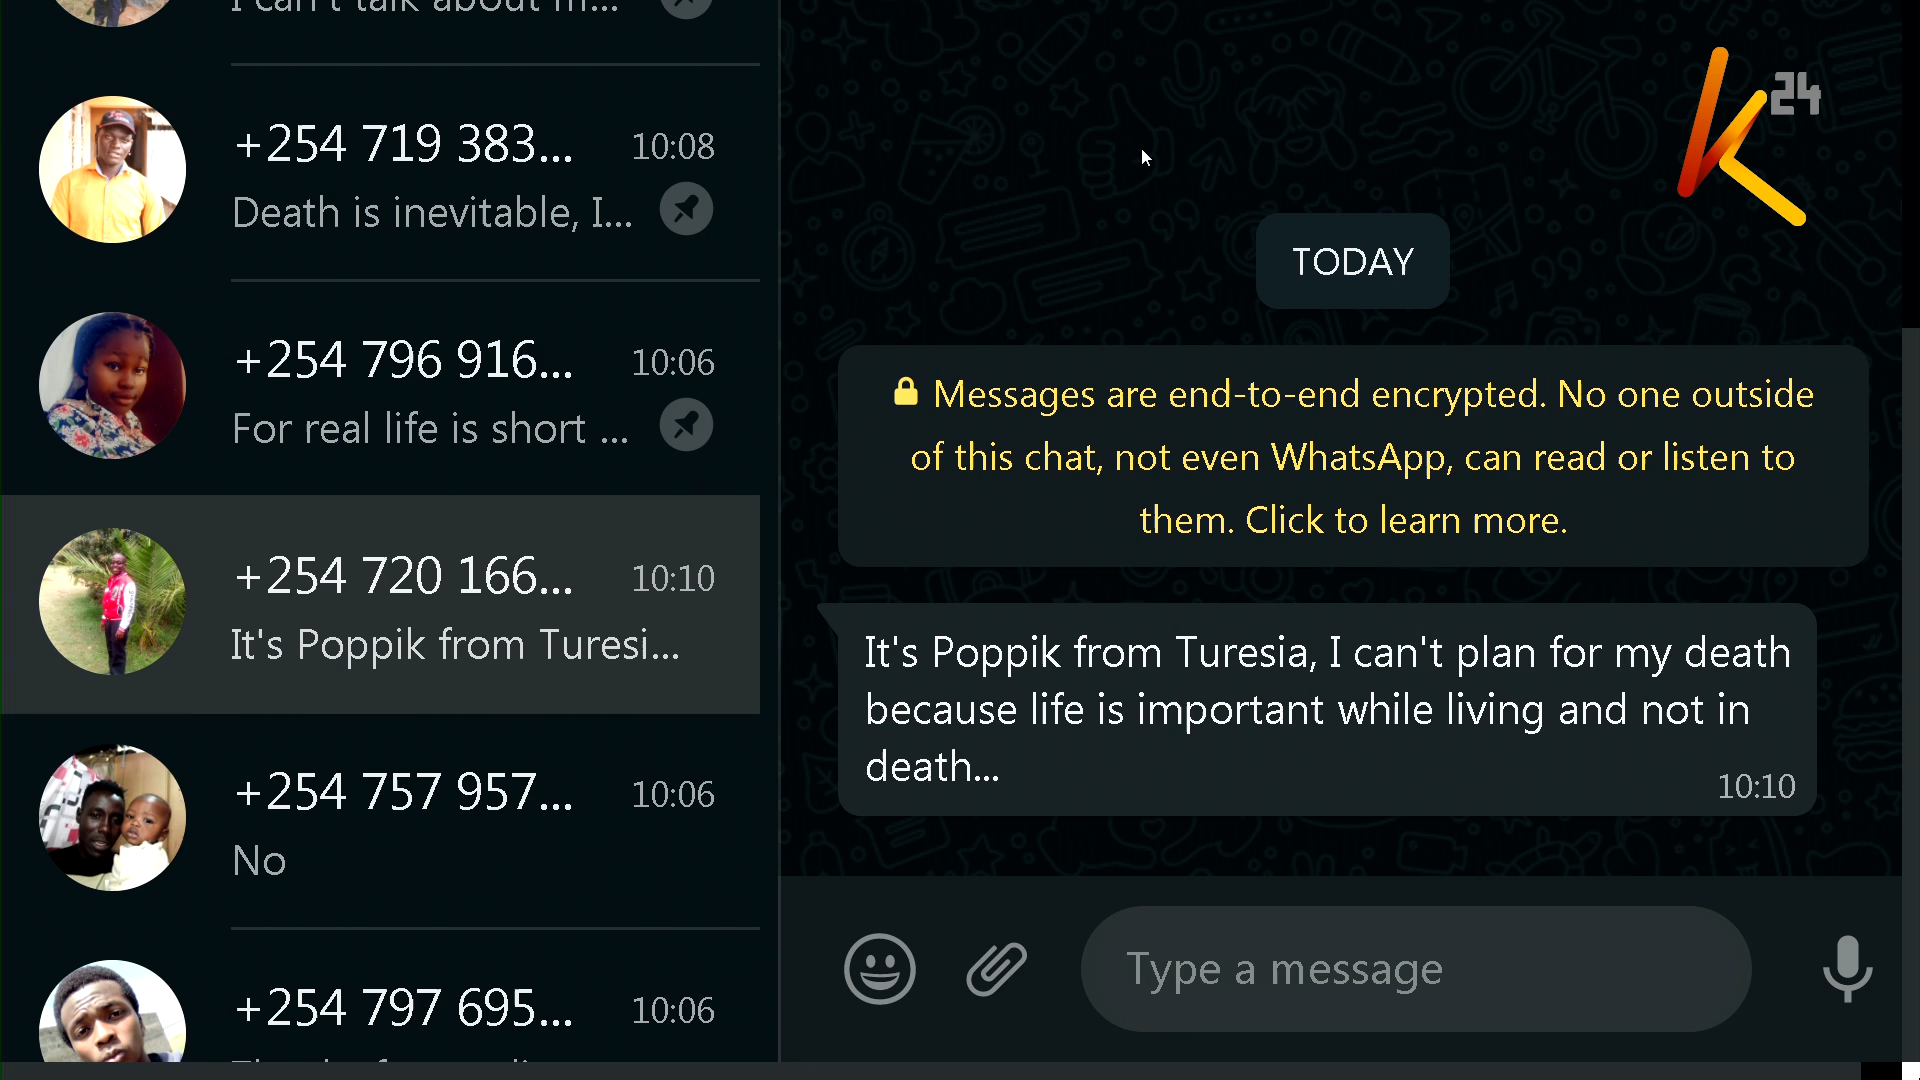 I can't talk about m...
+254 719 383... 10:08
Death is inevitable, I...
+254 796 916... 10:06
For real life is short ...
+254 720 166... 10:10
It's Poppik from Turesi...
+254 757 957... 10:06
No
+254 797 695... 10:06
K24
TODAY
Messages are end-to-end encrypted. No one outside
of this chat, not even WhatsApp, can read or listen to
them. Click to learn more.
It's Poppik from Turesia, I can't plan for my death
because life is important while living and not in
death...
10:10
Type a message